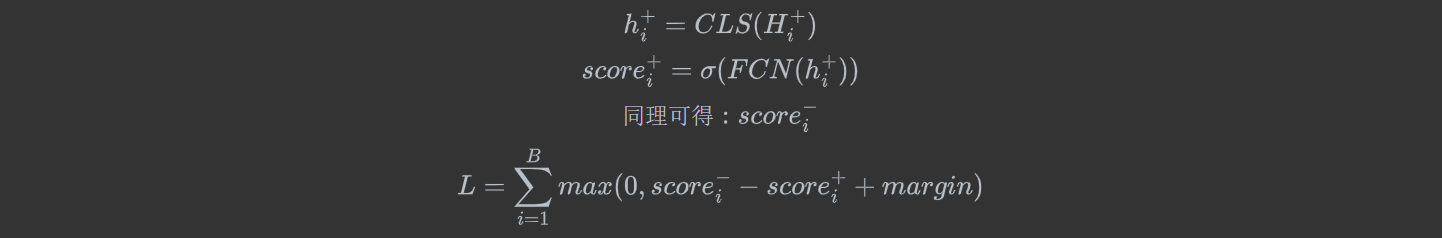 h_i^+ = CLS(H_i^+)
score_i^+ = σ(FCN(h_i^+))
同理可得：score_i^-
L = \sum_{i=1}^{B} max(0, score_i^- - score_i^+ + margin)